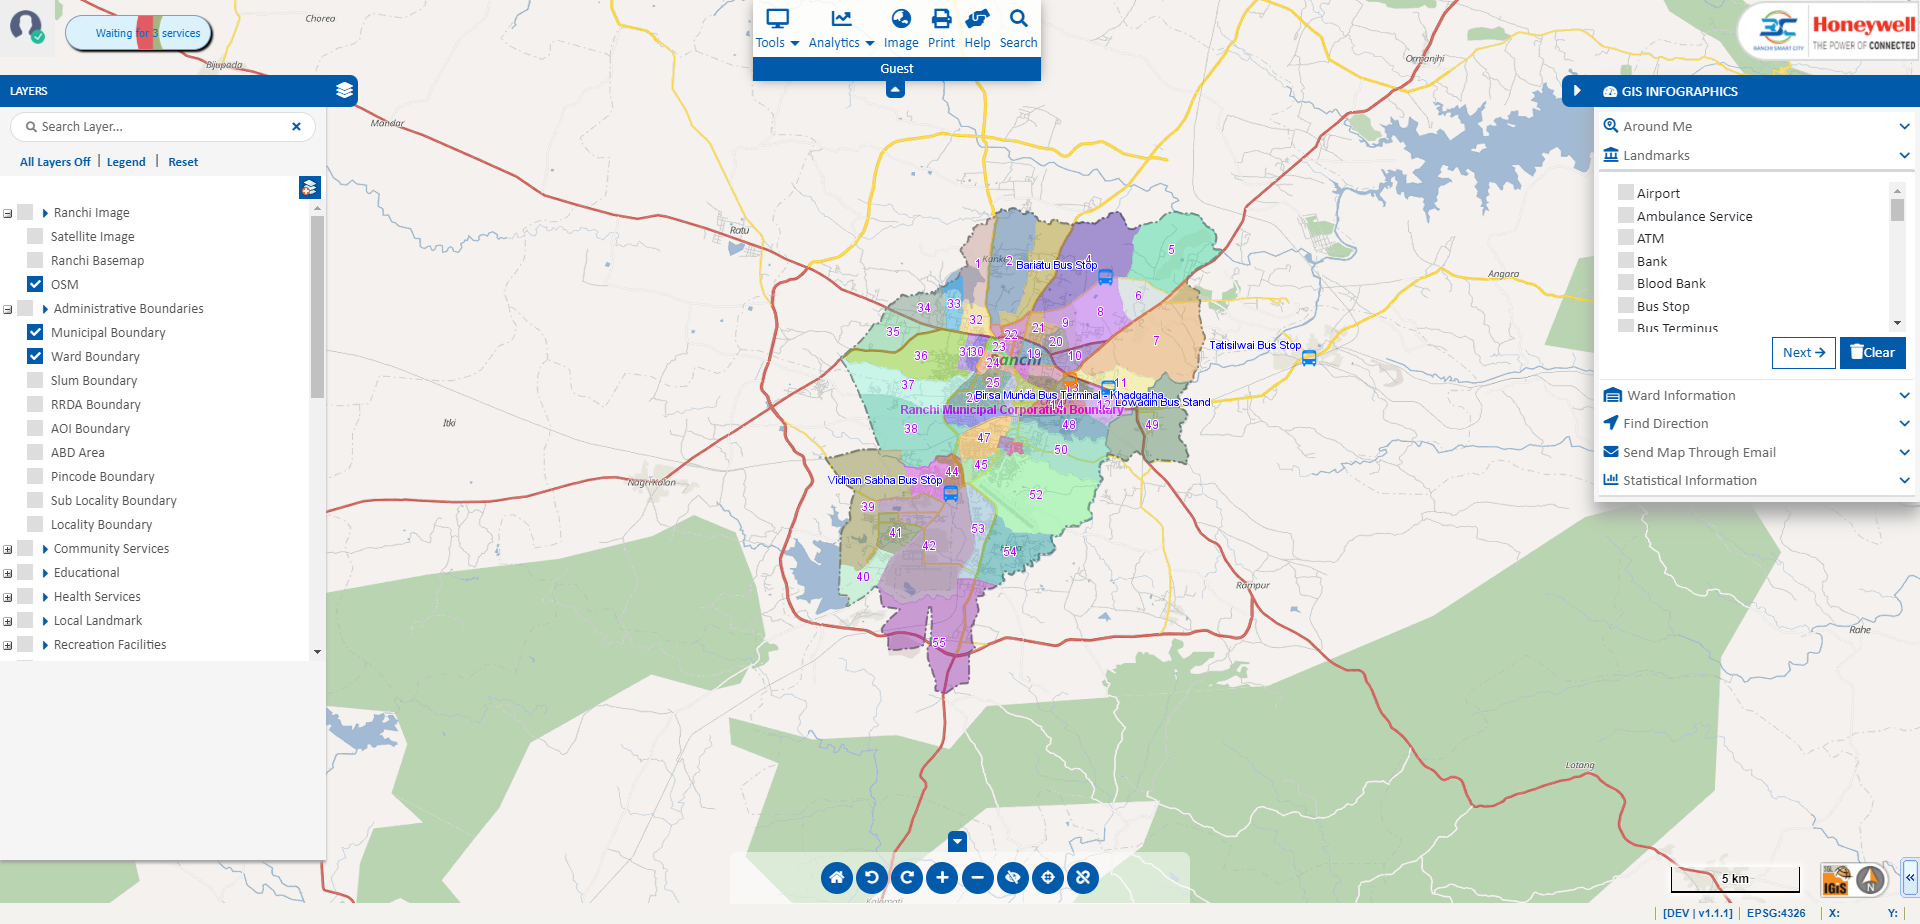 Waiting for 3 services
Tools
Analytics
Image
Print
Help
Search
Guest
RANCHI SMART CITY
Honeywell
THE POWER OF CONNECTED
LAYERS
Search Layer...
All Layers Off | Legend | Reset
Ranchi Image
Satellite Image
Ranchi Basemap
OSM
Administrative Boundaries
Municipal Boundary
Ward Boundary
Slum Boundary
RRDA Boundary
AOI Boundary
ABD Area
Pincode Boundary
Sub Locality Boundary
Locality Boundary
Community Services
Educational
Health Services
Local Landmark
Recreation Facilities
GIS INFOGRAPHICS
Around Me
Landmarks
Airport
Ambulance Service
ATM
Bank
Blood Bank
Bus Stop
Bus Terminus
Next
Clear
Ward Information
Find Direction
Send Map Through Email
Statistical Information
Chorea
Bijupada
Mandar
Ormanjhi
Ratu
Angara
Itki
Nagri Kalan
Rampur
Rahe
Lotang
Kalamati
1
2
4
5
Bariatu Bus Stop
6
34
33
32
22
21
9
8
35
20
7
Tatisilwai Bus Stop
36
31
30
23
19
10
24
Ranchi
37
25
11
Birsa Munda Bus Terminal - Khadgarha
Lowadih Bus Stand
Ranchi Municipal Corporation Boundary
38
47
48
49
50
45
44
Vidhan Sabha Bus Stop
52
39
53
41
42
54
40
55
5 km
IGiS
N
[DEV | v1.1.1]
EPSG:4326
X:
Y: